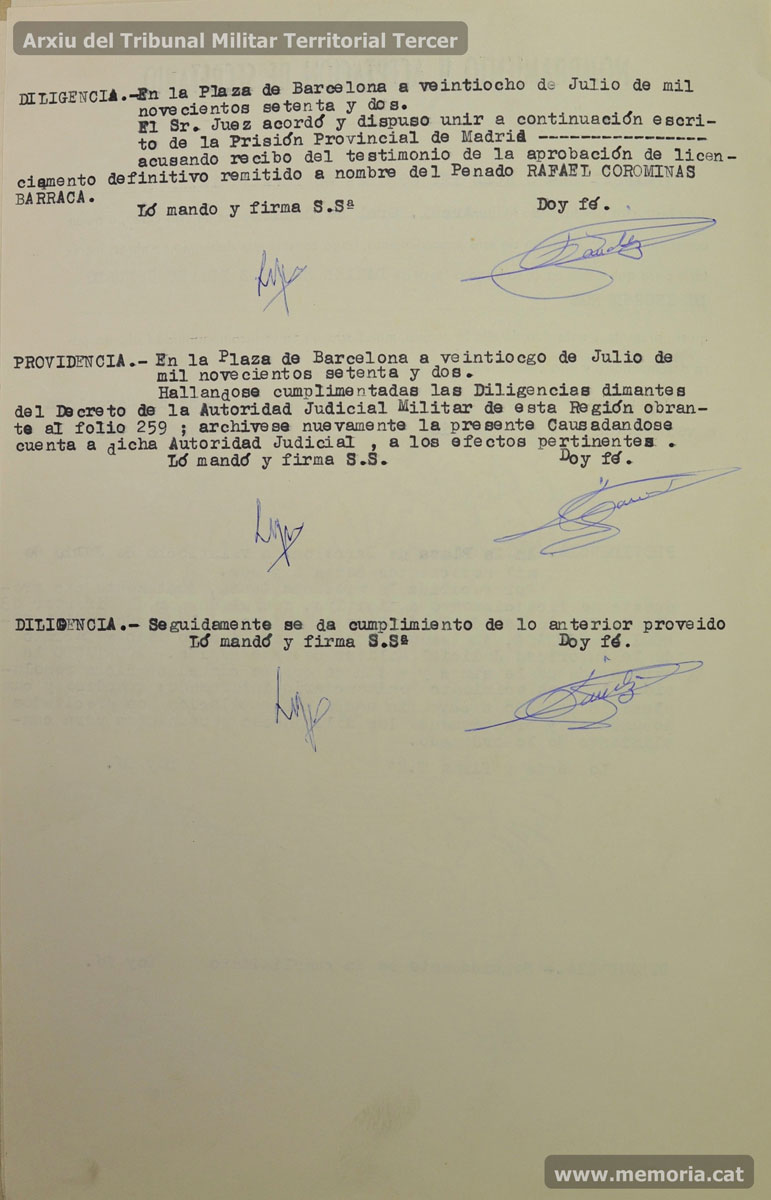 Arxiu del Tribunal Militar Territorial Tercer
DILIGENCIA.-En la Plaza de Barcelona a veintiocho de Julio de mil
novecientos setenta y dos.
El Sr. Juez acordó y dispuso unir a continuación escri-
to de la Prisión Provincial de Madrid -----------------
acusando recibo del testimonio de la aprobación de licen-
ciamento definitivo remitido a nombre del Penado RAFAEL COROMINAS
BARRACA.
Ló mando y firma S.Sª Doy fé.
PROVIDENCIA.- En la Plaza de Barcelona a veintiocgo de Julio de
mil novecientos setenta y dos.
Hallandose cumplimentadas las Diligencias dimantes
del Decreto de la Autoridad Judicial Militar de esta Región obran-
te al folio 259 ; archivese nuevamente la presente Causadandose
cuenta a dicha Autoridad Judicial , a los efectos pertinentes .
Ló mandó y firma S.S. Doy fé.
DILIGENCIA.- Seguidamente se da cumplimiento de lo anterior proveido
Ló mandó y firma S.Sª Doy fé.
www.memoria.cat